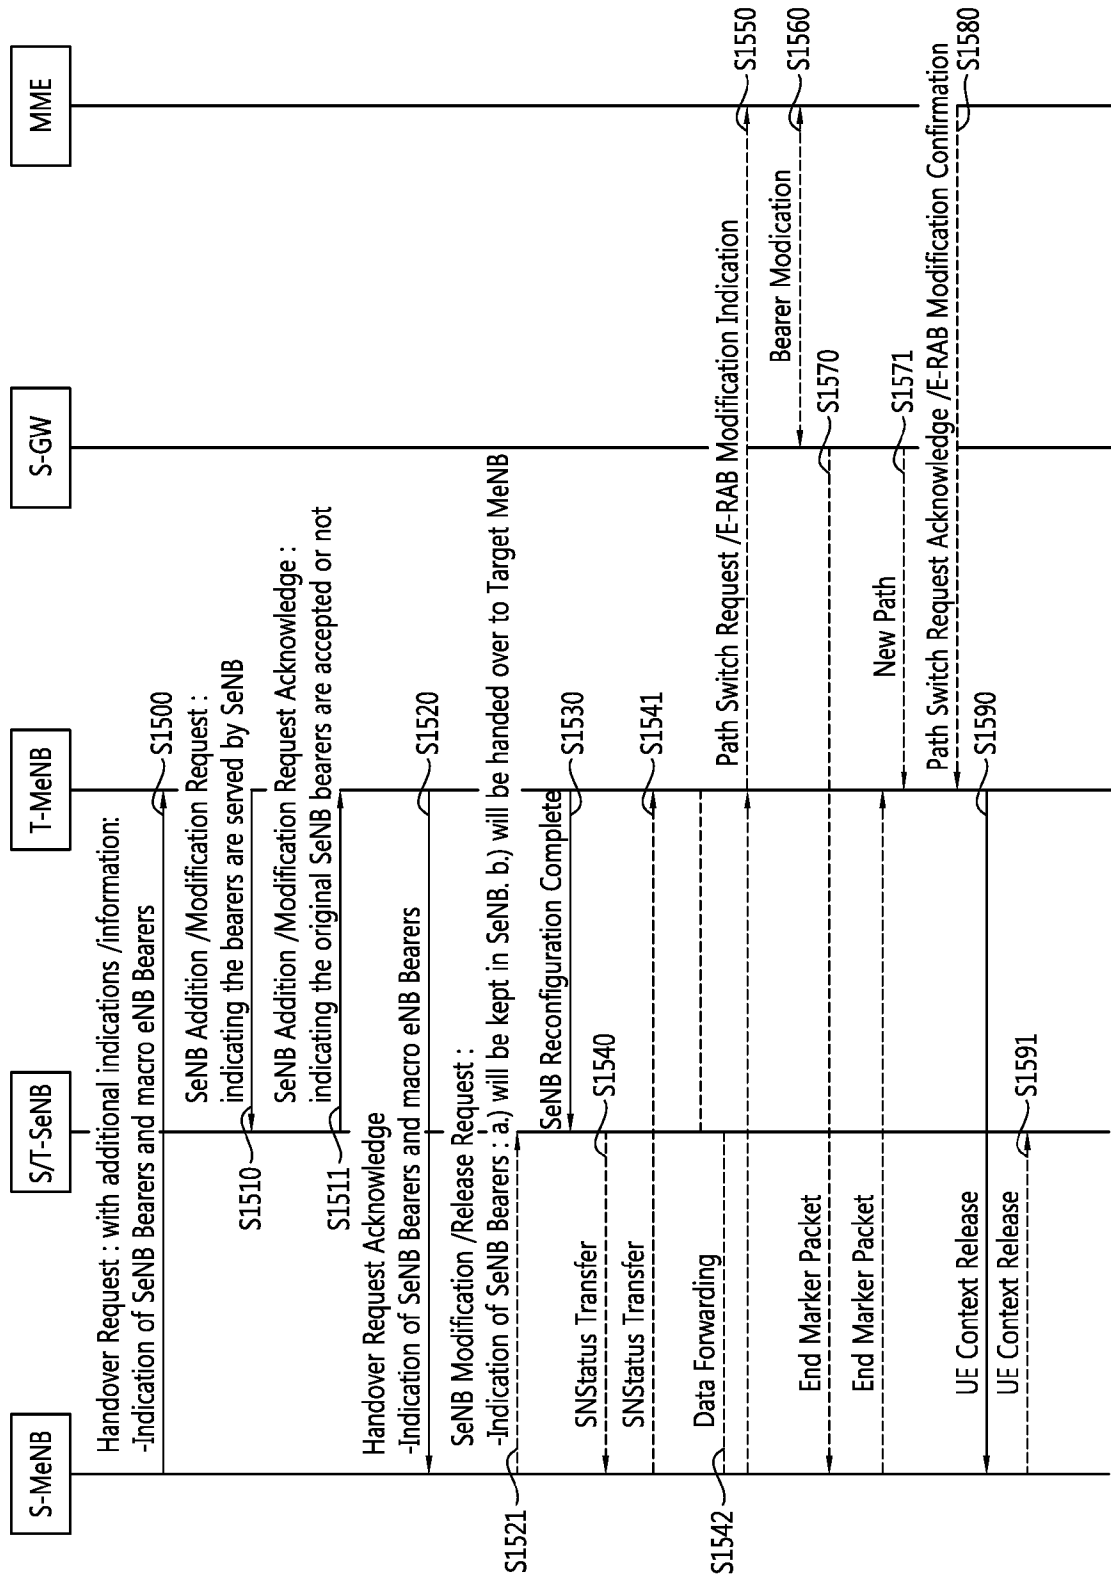 S-MeNB
S/T-SeNB
T-MeNB
S-GW
MME
Handover Request : with additional indications /information:
-Indication of SeNB Bearers and macro eNB Bearers
S1500
SeNB Addition /Modification Request :
indicating the bearers are served by SeNB
S1510
SeNB Addition /Modification Request Acknowledge :
indicating the original SeNB bearers are accepted or not
S1511
Handover Request Acknowledge
-Indication of SeNB Bearers and macro eNB Bearers
S1520
SeNB Modification /Release Request :
-Indication of SeNB Bearers : a.) will be kept in SeNB. b.) will be handed over to Target MeNB
S1521
SeNB Reconfiguration Complete
S1530
SNStatus Transfer
S1540
SNStatus Transfer
S1541
Data Forwarding
S1542
Path Switch Request /E-RAB Modification Indication
S1550
Bearer Modication
S1560
End Marker Packet
S1570
End Marker Packet
New Path
S1571
Path Switch Request Acknowledge /E-RAB Modification Confirmation
S1580
UE Context Release
S1590
UE Context Release
S1591